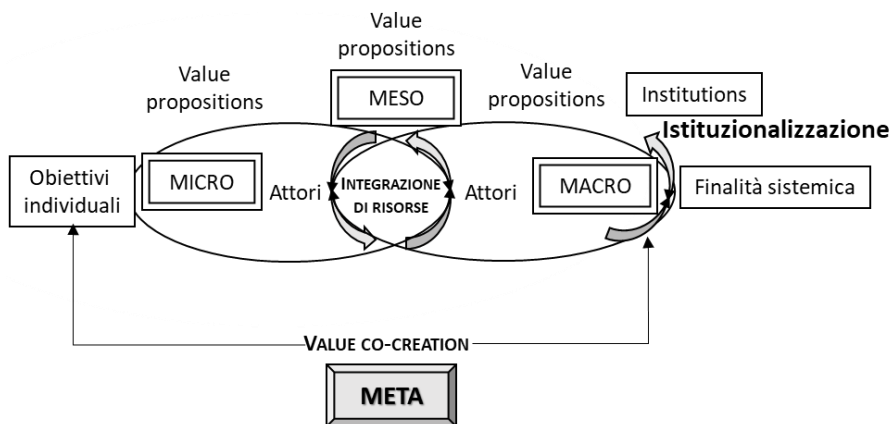 Value
propositions
Value
propositions
MESO
Value
propositions
Institutions
Istituzionalizzazione
Obiettivi
individuali
MICRO
Attori
INTEGRAZIONE
DI RISORSE
Attori
MACRO
Finalità sistemica
VALUE CO-CREATION
META